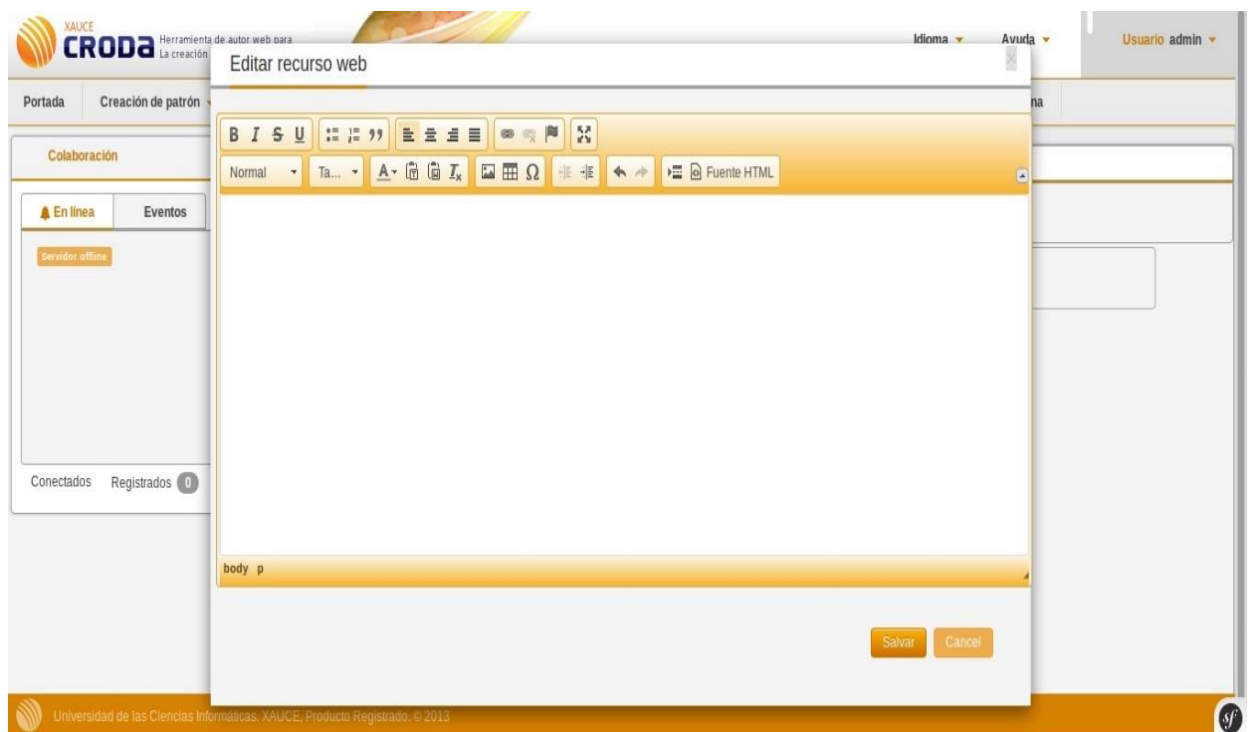 XAUCE
CRODA
Herramienta de autor web para
La creación
Idioma
Ayuda
Usuario admin
Editar recurso web
Portada
Creación de patrón
na
Colaboración
B I S U
Normal
Ta...
A
Ω
Fuente HTML
En línea
Eventos
Servidor offline
Conectados
Registrados 0
body p
Salvar
Cancel
Universidad de las Ciencias Informáticas. XAUCE, Producto Registrado. © 2013
sf